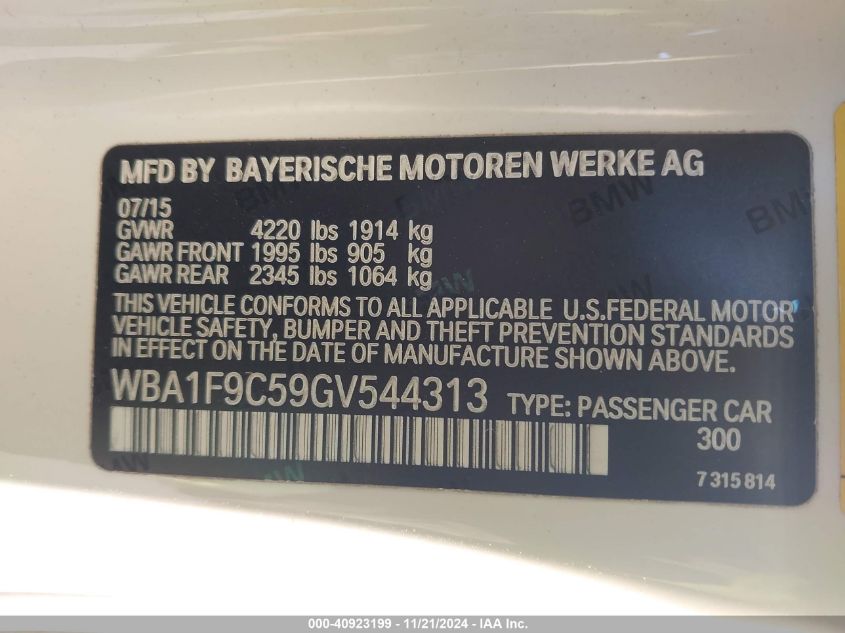 MFD BY BAYERISCHE MOTOREN WERKE AG
07/15
GVWR 4220 lbs 1914 kg
GAWR FRONT 1995 lbs 905 kg
GAWR REAR 2345 lbs 1064 kg
THIS VEHICLE CONFORMS TO ALL APPLICABLE U.S.FEDERAL MOTOR
VEHICLE SAFETY, BUMPER AND THEFT PREVENTION STANDARDS
IN EFFECT ON THE DATE OF MANUFACTURE SHOWN ABOVE.
WBA1F9C59GV544313 TYPE: PASSENGER CAR
300
7 315 814
000-40923199 - 11/21/2024 - IAA Inc.